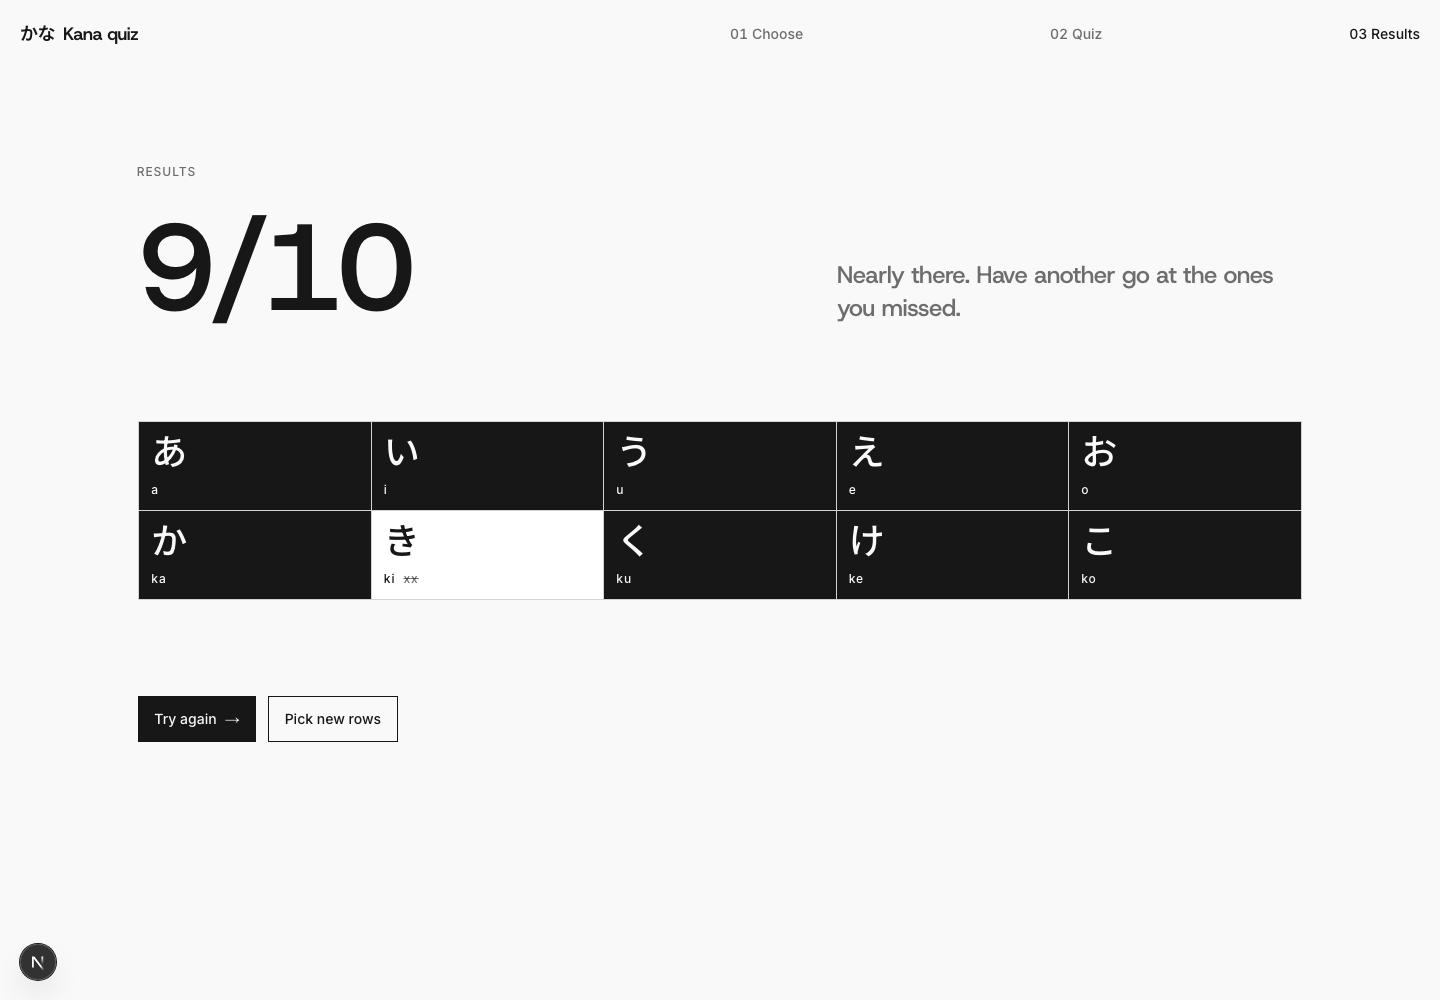 かな Kana quiz
01 Choose
02 Quiz
03 Results
RESULTS
9/10
Nearly there. Have another go at the ones
you missed.
あ
a
い
i
う
u
え
e
お
o
か
ka
き
ki xx
く
ku
け
ke
こ
ko
Try again →
Pick new rows
N